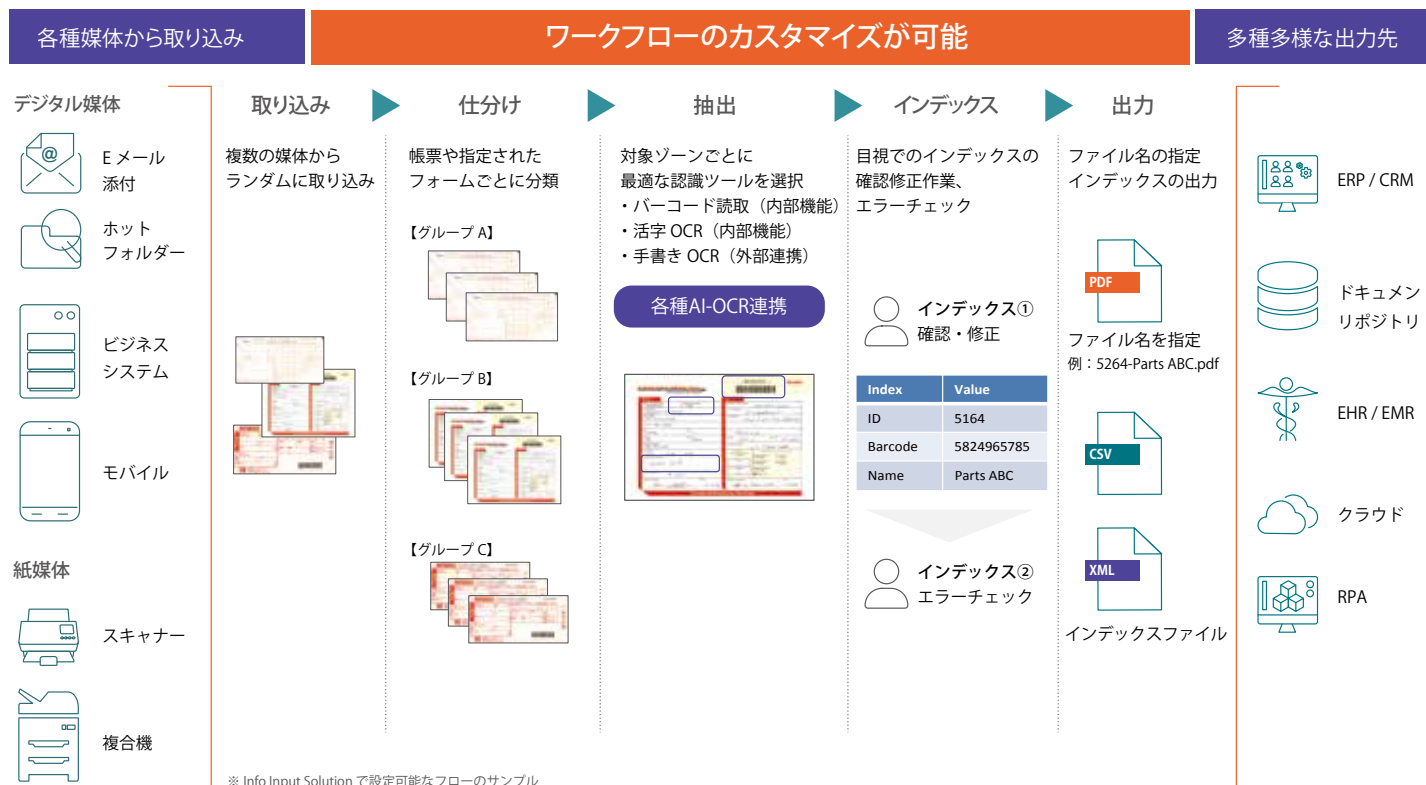 各種媒体から取り込み
ワークフローのカスタマイズが可能
多種多様な出力先
デジタル媒体
Eメール
添付
ホット
フォルダー
ビジネス
システム
モバイル
紙媒体
スキャナー
複合機
取り込み
複数の媒体から
ランダムに取り込み
仕分け
帳票や指定された
フォームごとに分類
【グループ A】
【グループ B】
【グループ C】
抽出
対象ゾーンごとに
最適な認識ツールを選択
・バーコード読取（内部機能）
・活字 OCR（内部機能）
・手書き OCR（外部連携）
各種AI-OCR連携
インデックス
目視でのインデックスの
確認修正作業、
エラーチェック
インデックス①
確認・修正
Index Value
ID 5164
Barcode 5824965785
Name Parts ABC
インデックス②
エラーチェック
出力
ファイル名の指定
インデックスの出力
PDF
ファイル名を指定
例：5264-Parts ABC.pdf
CSV
XML
インデックスファイル
ERP / CRM
ドキュメン
リポジトリ
EHR / EMR
クラウド
RPA
※ Info Input Solution で設定可能なフローのサンプル